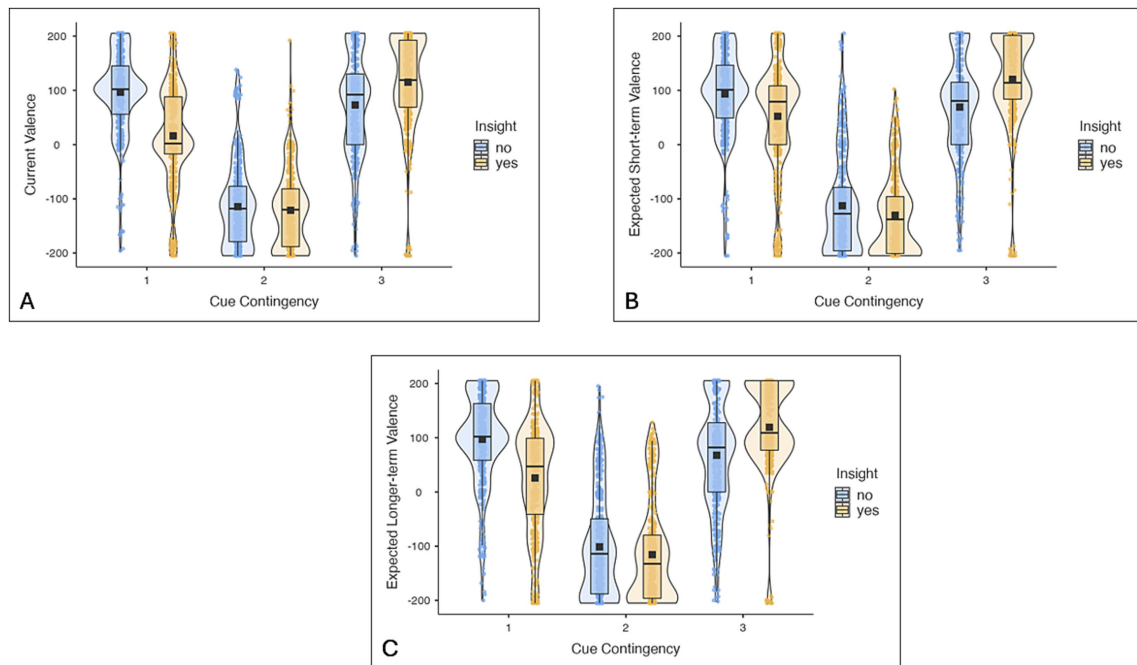 200
100
0
-100
-200
Current Valence
1
2
3
Cue Contingency
Insight
no
yes
A
200
100
0
-100
-200
Expected Short-term Valence
1
2
3
Cue Contingency
Insight
no
yes
B
200
100
0
-100
-200
Expected Longer-term Valence
1
2
3
Cue Contingency
Insight
no
yes
C